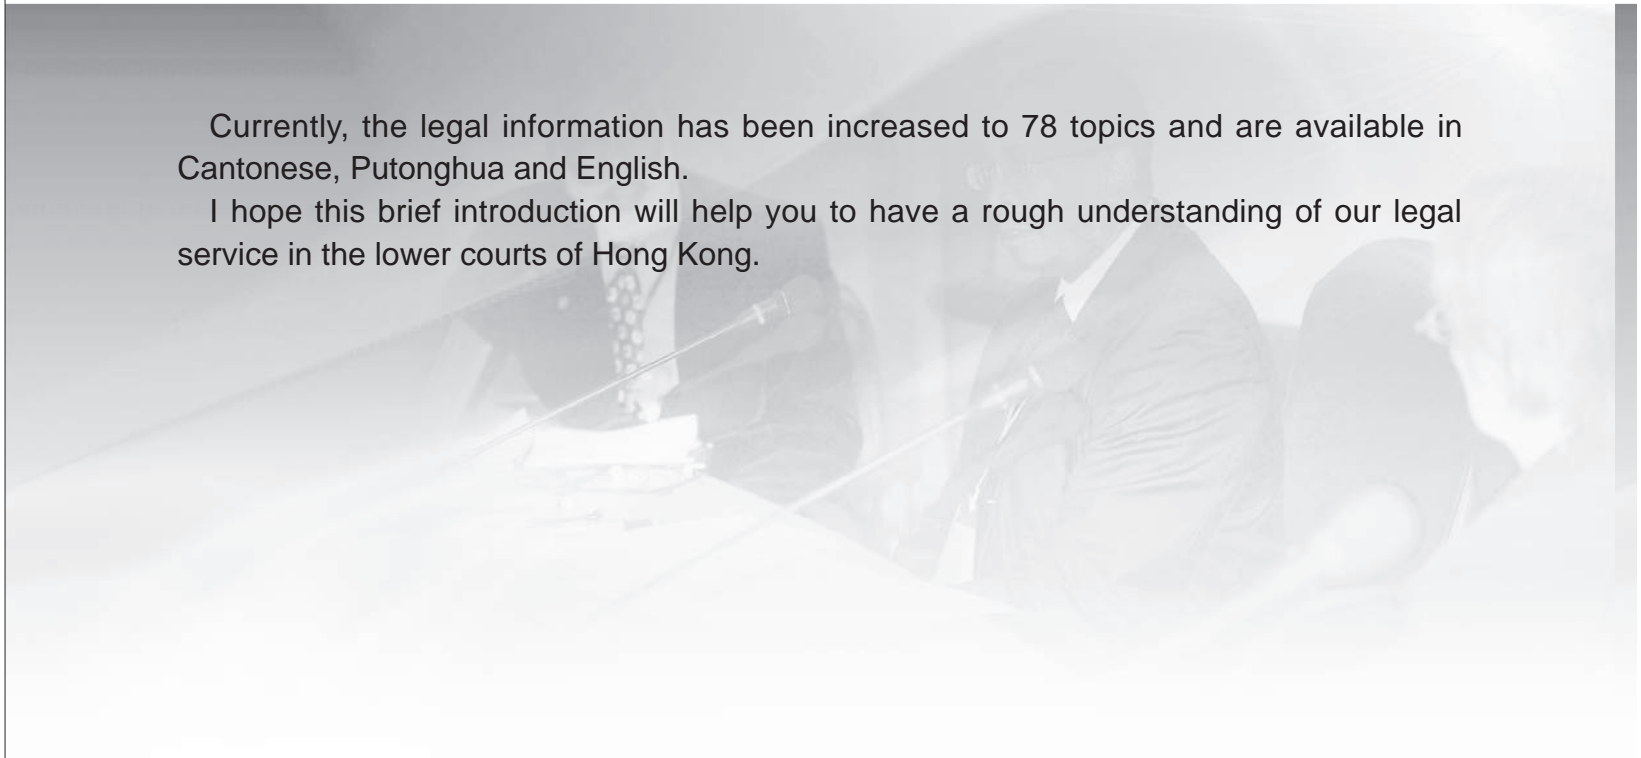 Currently, the legal information has been increased to 78 topics and are available in
Cantonese, Putonghua and English.
I hope this brief introduction will help you to have a rough understanding of our legal
service in the lower courts of Hong Kong.